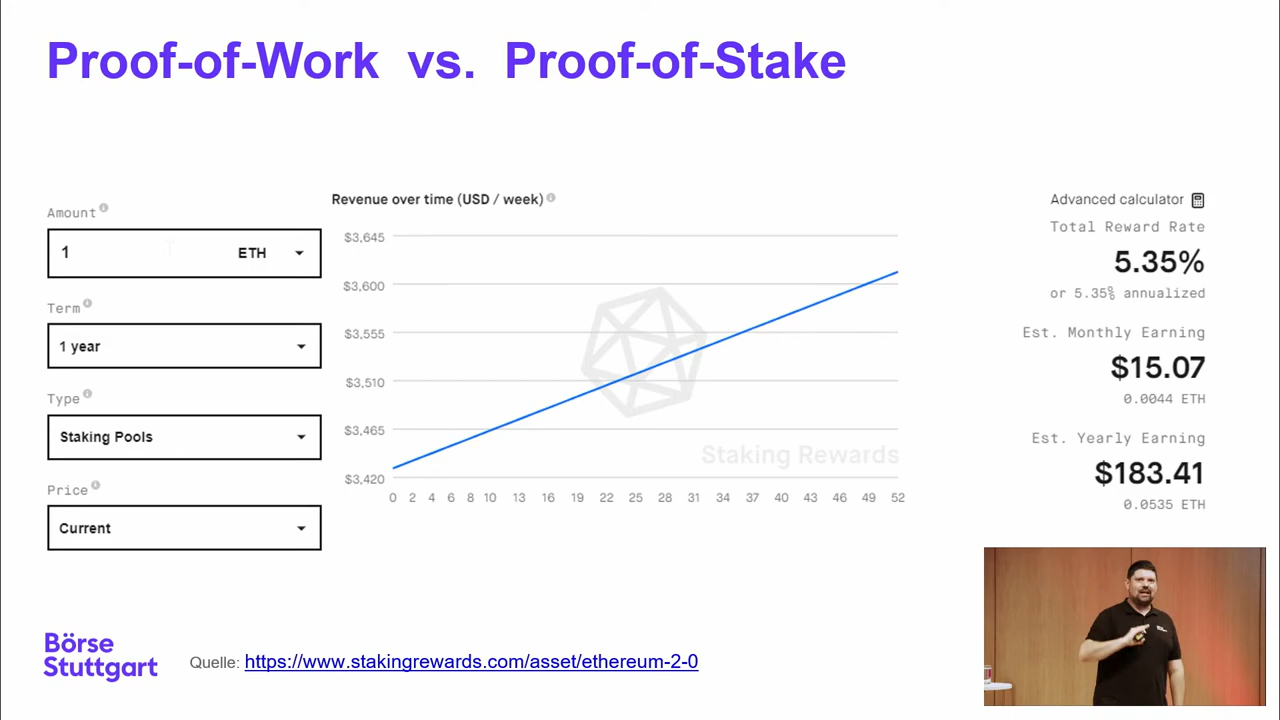 Proof-of-Work vs. Proof-of-Stake
Amount
1 ETH
Term
1 year
Type
Staking Pools
Price
Current
Revenue over time (USD / week)
$3,645
$3,600
$3,555
$3,510
$3,465
$3,420
0 2 4 6 8 10 13 16 19 22 25 28 31 34 37 40 43 46 49 52
Staking Rewards
Advanced calculator
Total Reward Rate
5.35%
or 5.35% annualized
Est. Monthly Earning
$15.07
0.0044 ETH
Est. Yearly Earning
$183.41
0.0535 ETH
Börse
Stuttgart
Quelle: https://www.stakingrewards.com/asset/ethereum-2-0